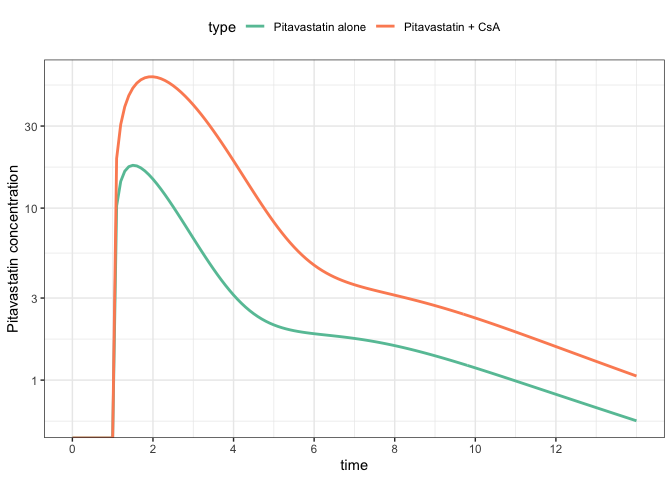 type Pitavastatin alone Pitavastatin + CsA
Pitavastatin concentration
30
10
3
1
0 2 4 6 8 10 12
time